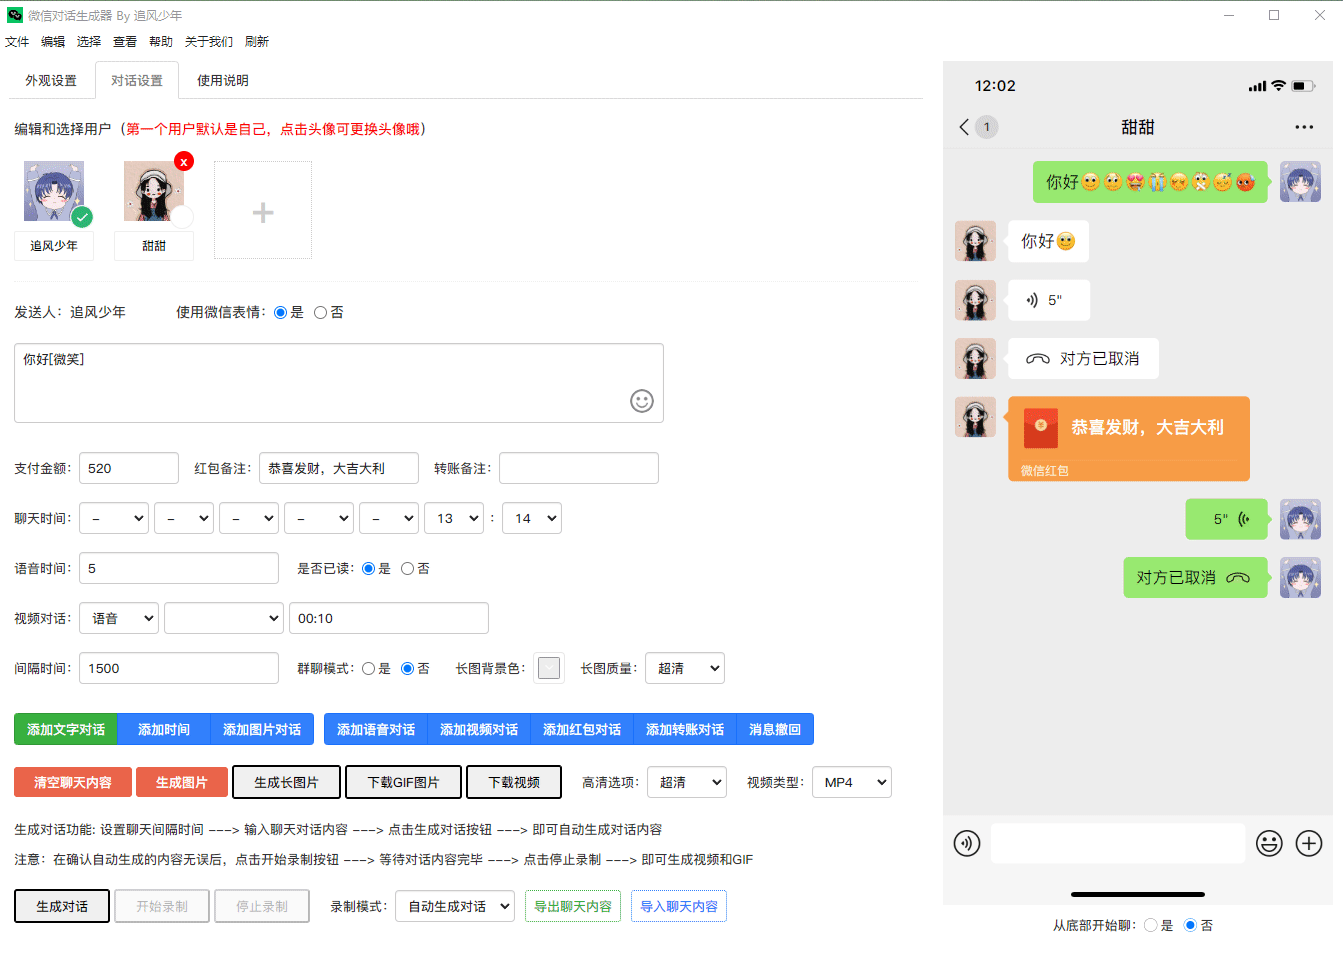 微信对话生成器 By 追风少年
文件 编辑 选择 查看 帮助 关于我们 刷新
外观设置 对话设置 使用说明
编辑和选择用户（第一个用户默认是自己，点击头像可更换头像哦）
x
追风少年 甜甜
发送人：追风少年 使用微信表情：是 否
你好[微笑]
支付金额： 520 红包备注： 恭喜发财，大吉大利 转账备注：
聊天时间： – – – – – 13 : 14
语音时间： 5 是否已读：是 否
视频对话： 语音 00:10
间隔时间： 1500 群聊模式：是 否 长图背景色： 长图质量： 超清
添加文字对话 添加时间 添加图片对话 添加语音对话 添加视频对话 添加红包对话 添加转账对话 消息撤回
清空聊天内容 生成图片 生成长图片 下载GIF图片 下载视频 高清选项： 超清 视频类型： MP4
生成对话功能: 设置聊天间隔时间 ---> 输入聊天对话内容 ---> 点击生成对话按钮 ---> 即可自动生成对话内容
注意：在确认自动生成的内容无误后，点击开始录制按钮 ---> 等待对话内容完毕 ---> 点击停止录制 ---> 即可生成视频和GIF
生成对话 开始录制 停止录制 录制模式： 自动生成对话 导出聊天内容 导入聊天内容
12:02
1 甜甜
你好
你好
5"
对方已取消
恭喜发财，大吉大利
微信红包
5"
对方已取消
从底部开始聊：是 否